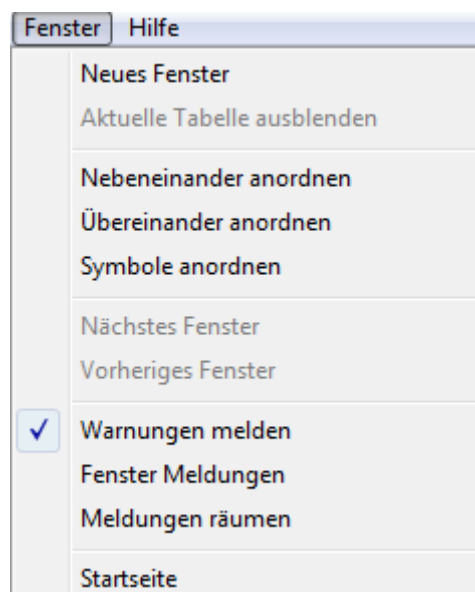 Fenster Hilfe
Neues Fenster
Aktuelle Tabelle ausblenden
Nebeneinander anordnen
Übereinander anordnen
Symbole anordnen
Nächstes Fenster
Vorheriges Fenster
Warnungen melden
Fenster Meldungen
Meldungen räumen
Startseite